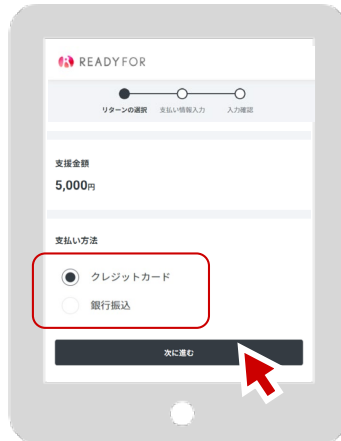 READYFOR
リターンの選択 支払い情報入力 入力確認
支援金額
5,000円
支払い方法
クレジットカード
銀行振込
次に進む